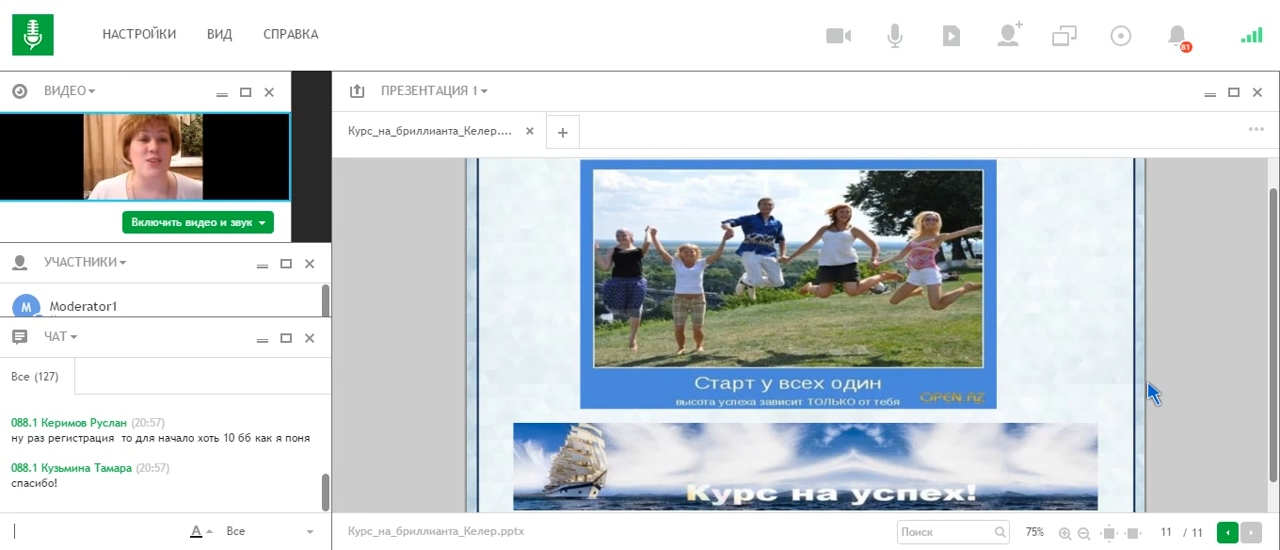 НАСТРОЙКИ ВИД СПРАВКА
81
ВИДЕО
Включить видео и звук
УЧАСТНИКИ
M Moderator1
ЧАТ
Все (127)
088.1 Керимов Руслан (20:57)
ну раз регистрация то для начало хоть 10 бб как я поня
088.1 Кузьмина Тамара (20:57)
спасибо!
A Все
ПРЕЗЕНТАЦИЯ 1
Курс_на_бриллианта_Келер....
Старт у всех один
высота успеха зависит ТОЛЬКО от тебя
OPEN.AZ
Курс на успех!
Курс_на_бриллианта_Келер.pptx
Поиск
75%
11 / 11